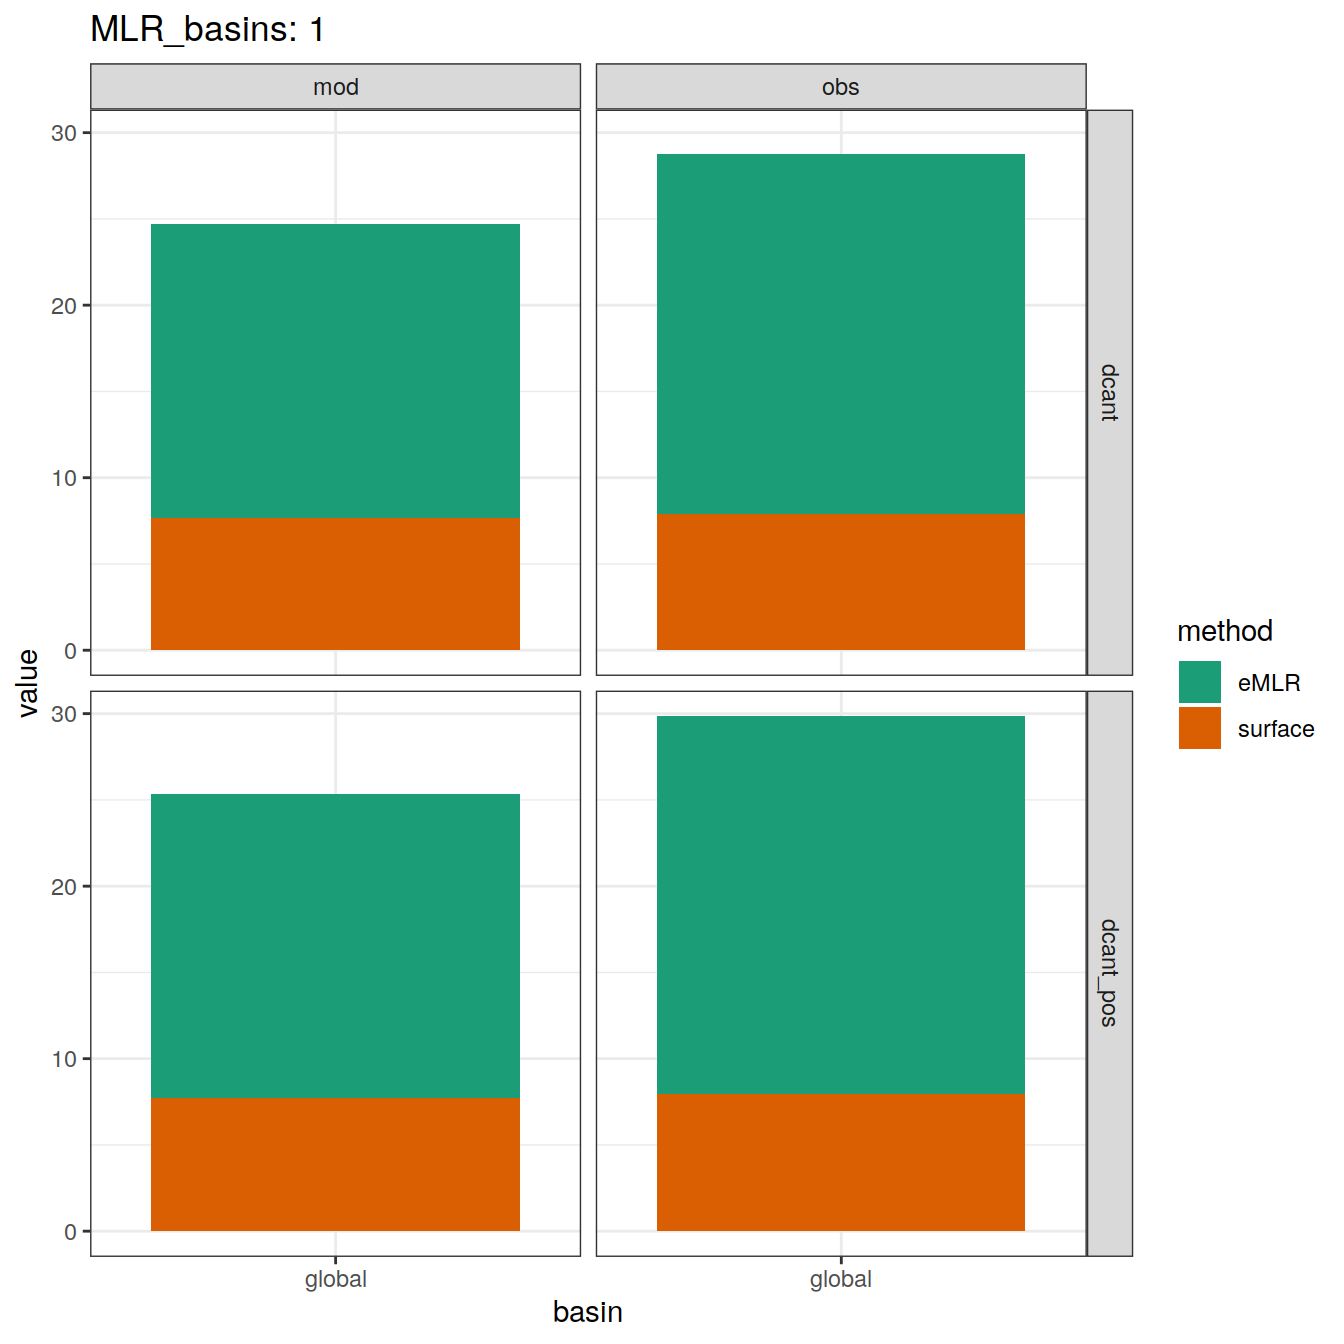 MLR_basins: 1
mod
obs
30
20
10
0
dcant
value
30
20
10
0
dcant_pos
global
global
basin
method
eMLR
surface